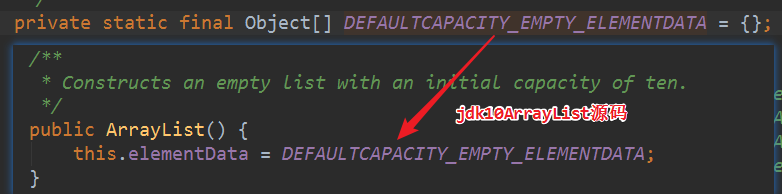 private static final Object[] DEFAULTCAPACITY_EMPTY_ELEMENTDATA = {};
/**
 * Constructs an empty list with an initial capacity of ten.
 */
jdk10ArrayList源码
public ArrayList() {
    this.elementData = DEFAULTCAPACITY_EMPTY_ELEMENTDATA;
}